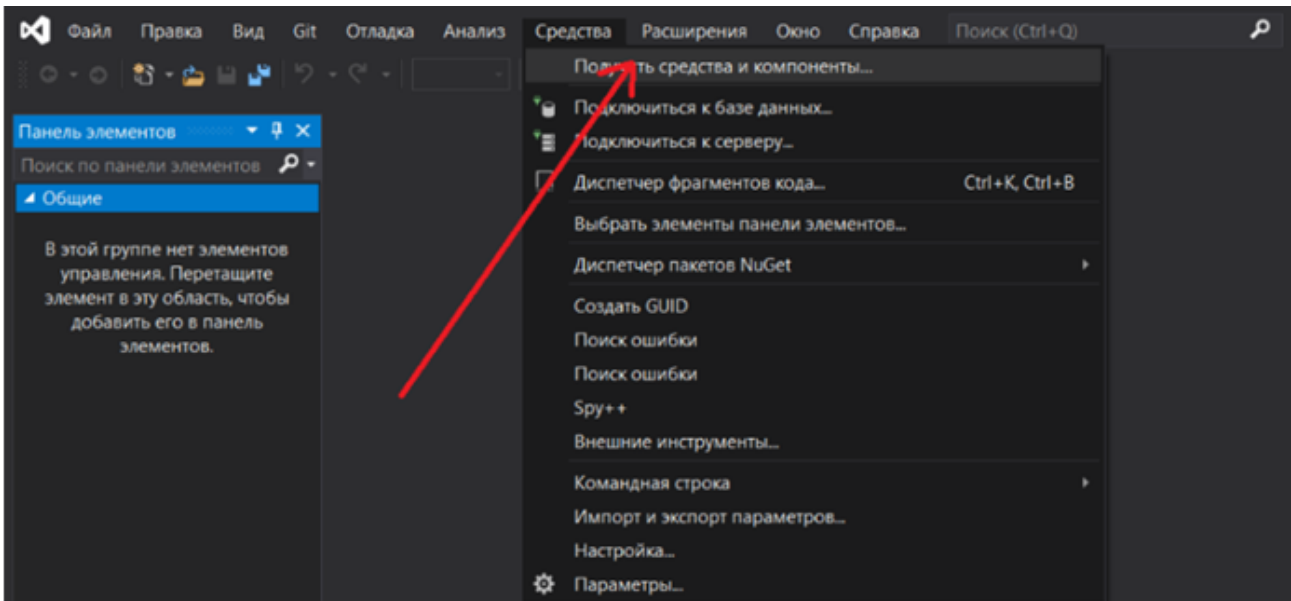 Файл Правка Вид Git Отладка Анализ Средства Расширения Окно Справка Поиск (Ctrl+Q)
Получить средства и компоненты...
Подключиться к базе данных...
Панель элементов
Подключиться к серверу...
Поиск по панели элементов
Диспетчер фрагментов кода... Ctrl+K, Ctrl+B
Общие
Выбрать элементы панели элементов...
В этой группе нет элементов
управления. Перетащите
элемент в эту область, чтобы
добавить его в панель
элементов.
Диспетчер пакетов NuGet
Создать GUID
Поиск ошибки
Поиск ошибки
Spy++
Внешние инструменты...
Командная строка
Импорт и экспорт параметров...
Настройка...
Параметры...